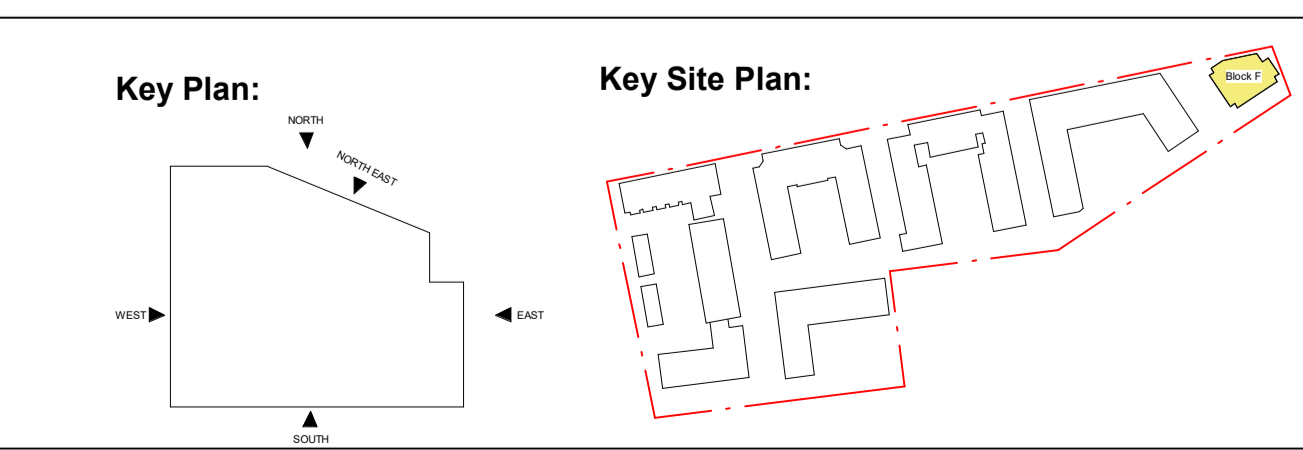 Key Plan:
NORTH
NORTH EAST
WEST
EAST
SOUTH
Key Site Plan:
Block F